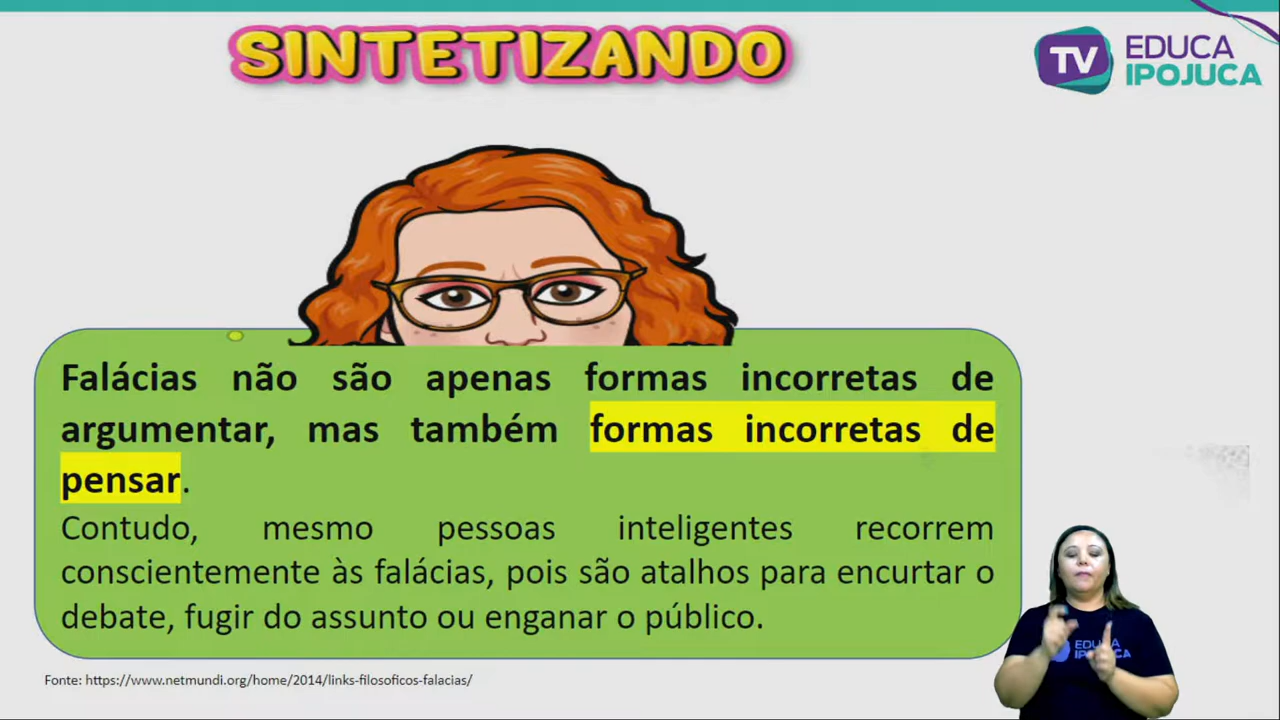 SINTETIZANDO
TV EDUCA
IPOJUCA
Falácias não são apenas formas incorretas de
argumentar, mas também formas incorretas de
pensar.
Contudo, mesmo pessoas inteligentes recorrem
conscientemente às falácias, pois são atalhos para encurtar o
debate, fugir do assunto ou enganar o público.
EDUCA
IPOJUCA
Fonte: https://www.netmundi.org/home/2014/links-filosoficos-falacias/